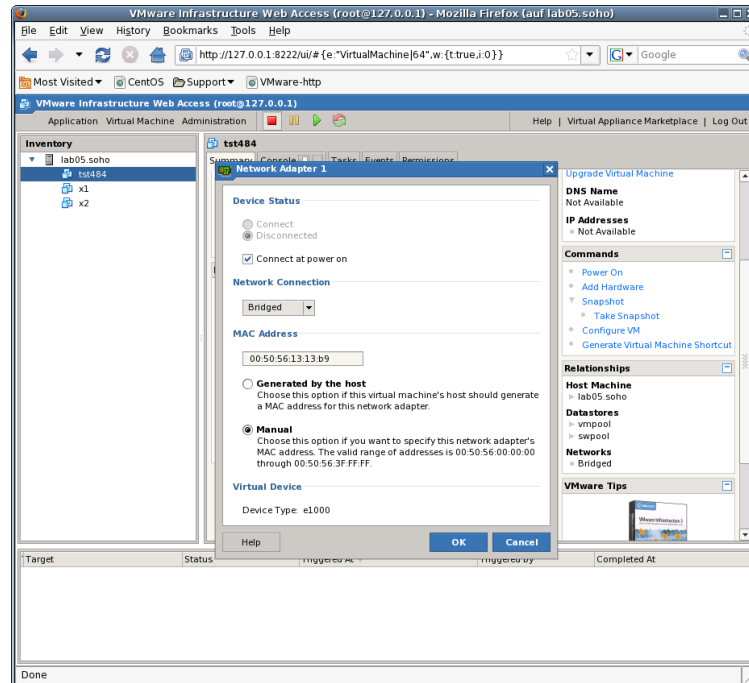 VMware Infrastructure Web Access (root@127.0.0.1) - Mozilla Firefox (auf lab05.soho)
File Edit View History Bookmarks Tools Help
http://127.0.0.1:8222/ui/#{e:"VirtualMachine|64",w:{t:true,i:0}}
Google
Most Visited CentOS Support VMware-http
VMware Infrastructure Web Access (root@127.0.0.1)
Application Virtual Machine Administration
Help | Virtual Appliance Marketplace | Log Out
Inventory
lab05.soho
tst484
x1
x2
tst484
Summary Console Tasks Events Permissions
Network Adapter 1
Device Status
Connect
Disconnected
Connect at power on
Network Connection
Bridged
MAC Address
00:50:56:13:13:b9
Generated by the host
Choose this option if this virtual machine's host should generate
a MAC address for this network adapter.
Manual
Choose this option if you want to specify this network adapter's
MAC address. The valid range of addresses is 00:50:56:00:00:00
through 00:50:56:3F:FF:FF.
Virtual Device
Device Type: e1000
Help OK Cancel
Upgrade Virtual Machine
DNS Name
Not Available
IP Addresses
Not Available
Commands
Power On
Add Hardware
Snapshot
Take Snapshot
Configure VM
Generate Virtual Machine Shortcut
Relationships
Host Machine
lab05.soho
Datastores
vmpool
swpool
Networks
Bridged
VMware Tips
Target Status Triggered At Triggered by Completed At
Done